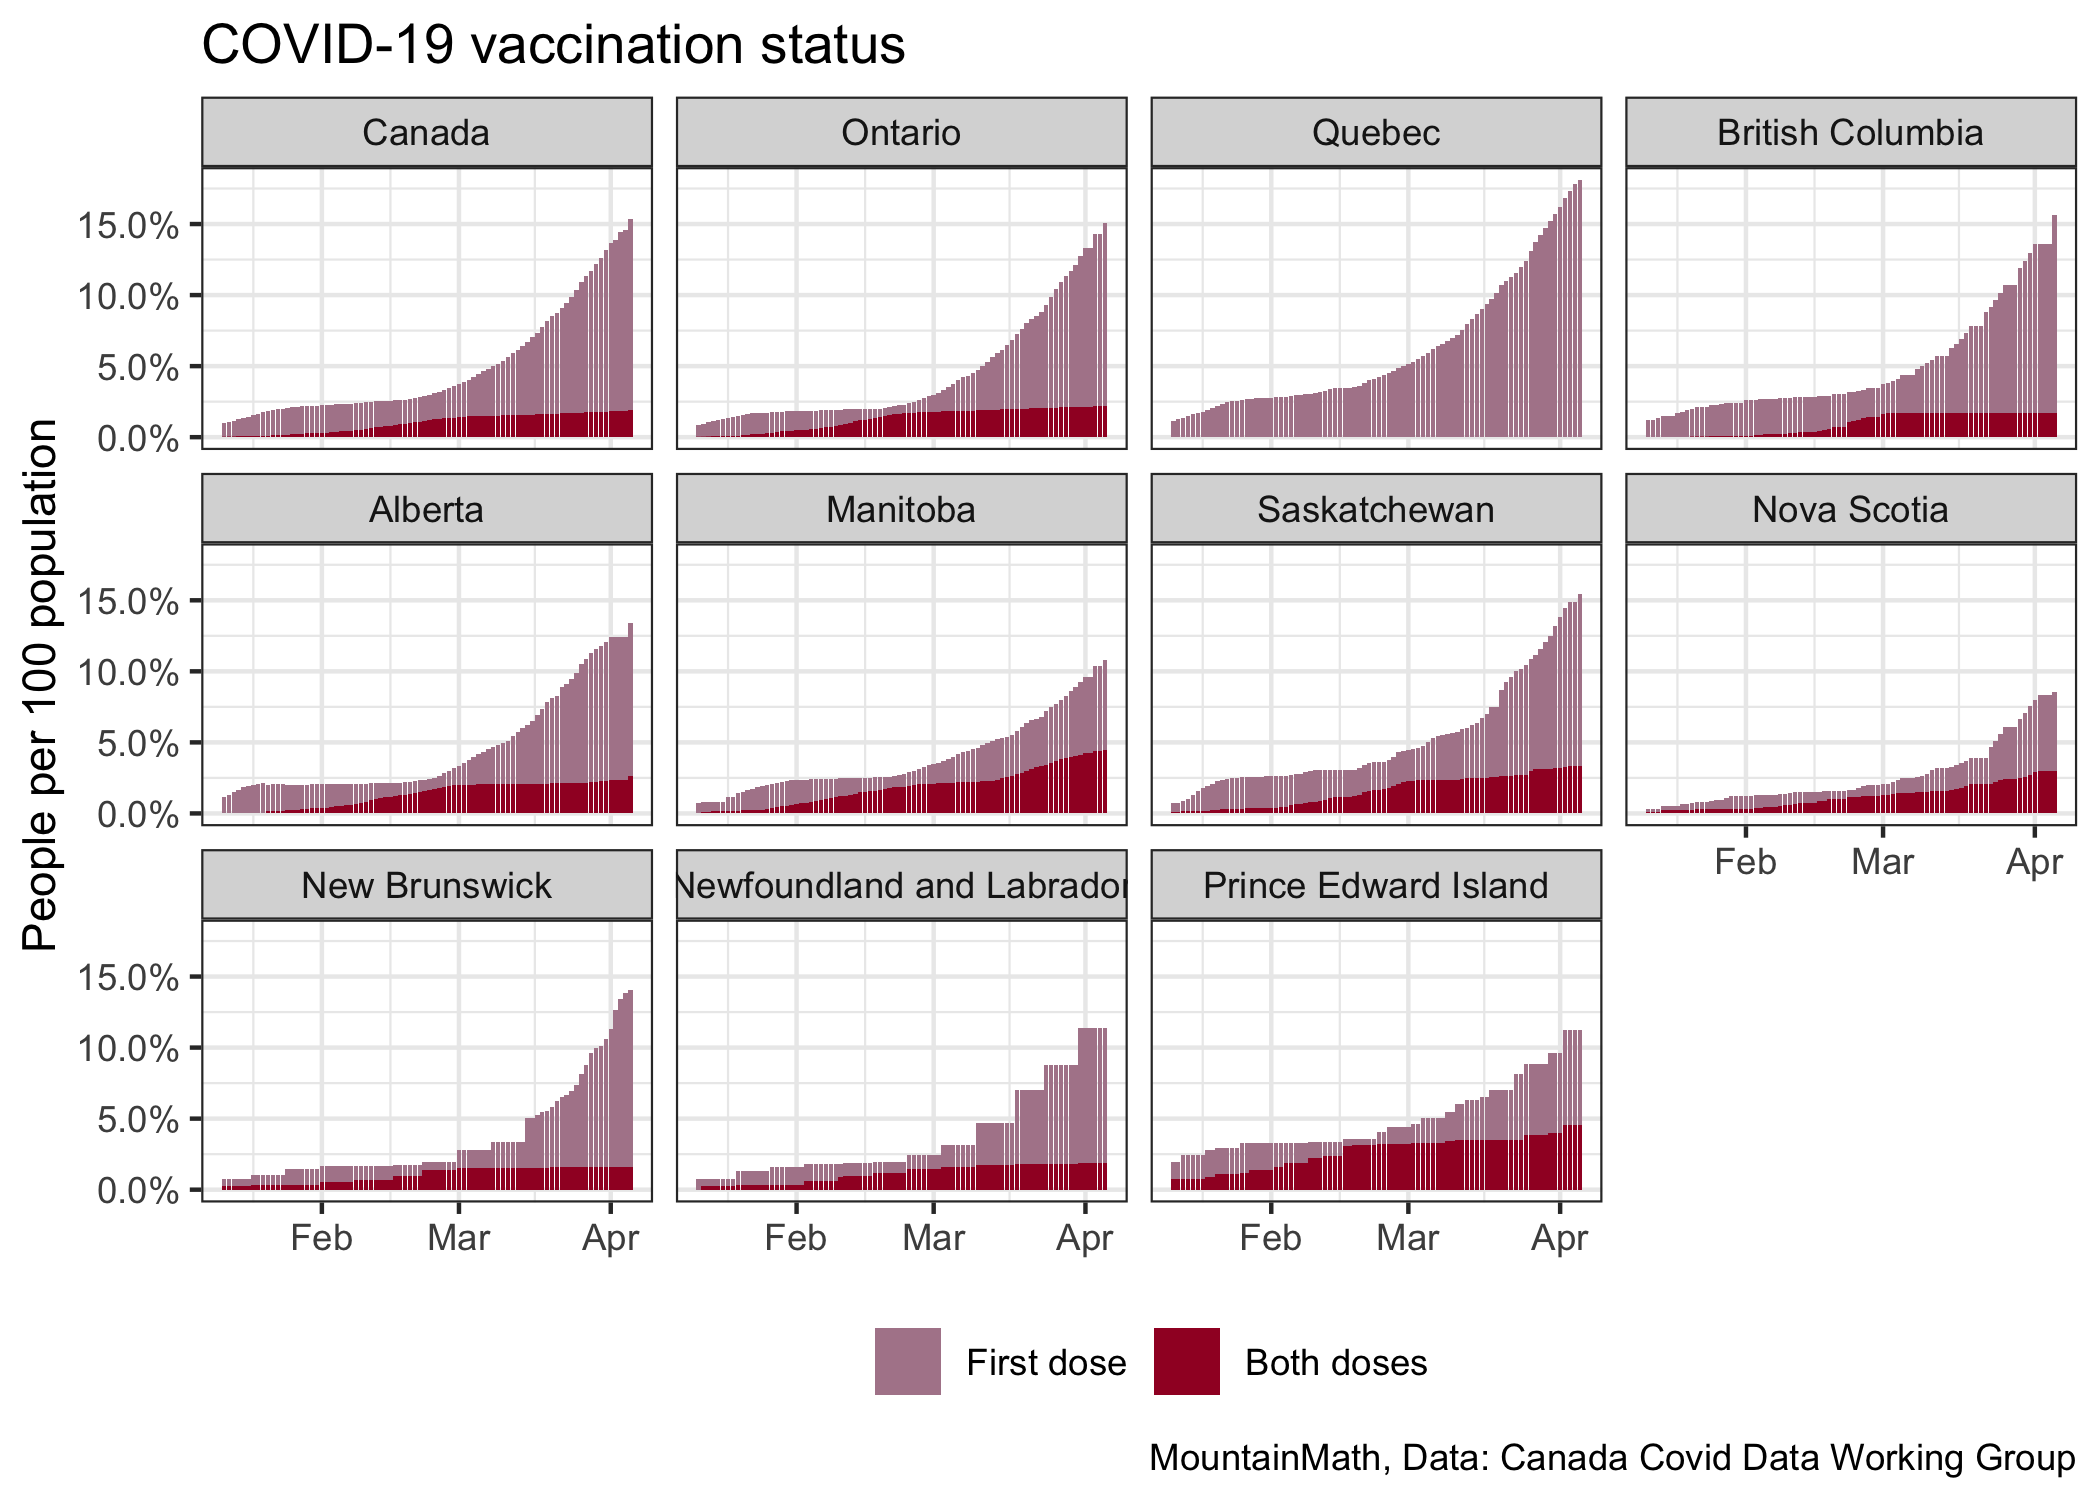 COVID-19 vaccination status
Canada
Ontario
Quebec
British Columbia
15.0%
10.0%
5.0%
0.0%
Alberta
Manitoba
Saskatchewan
Nova Scotia
15.0%
10.0%
5.0%
0.0%
Feb Mar Apr
New Brunswick
Newfoundland and Labrador
Prince Edward Island
15.0%
10.0%
5.0%
0.0%
Feb Mar Apr
Feb Mar Apr
Feb Mar Apr
People per 100 population
First dose
Both doses
MountainMath, Data: Canada Covid Data Working Group